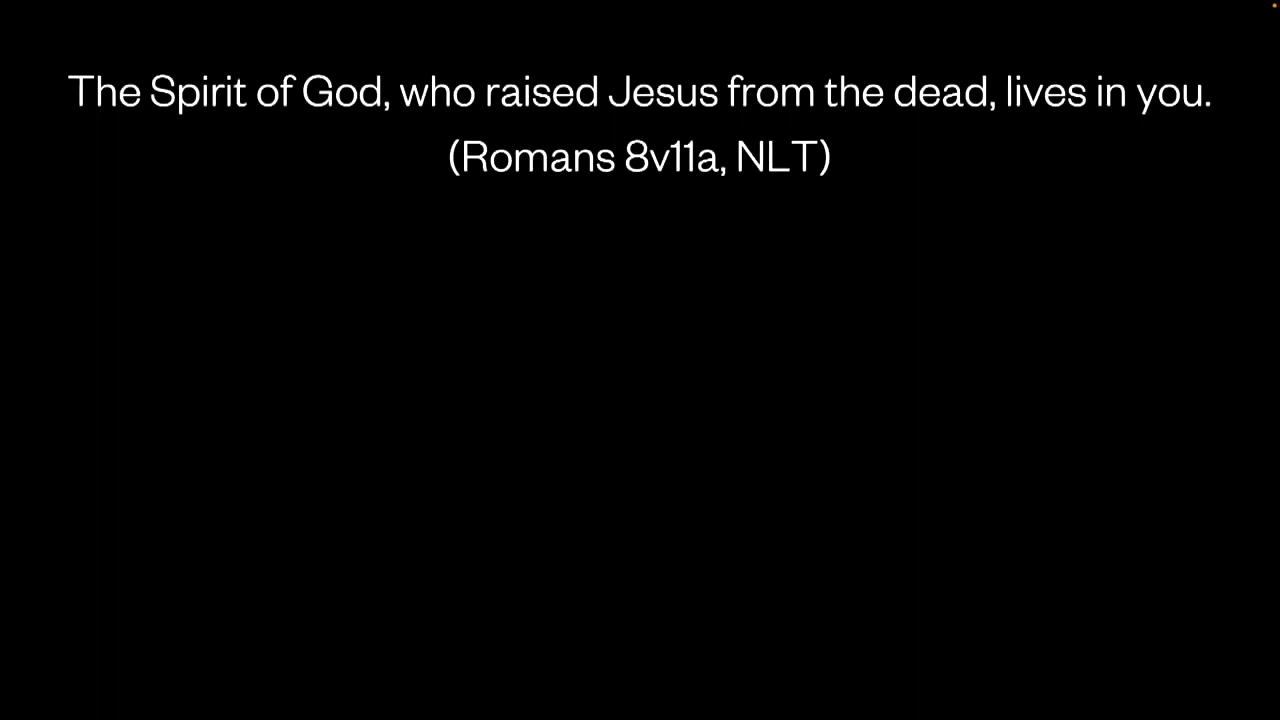 The Spirit of God, who raised Jesus from the dead, lives in you.
(Romans 8v11a, NLT)